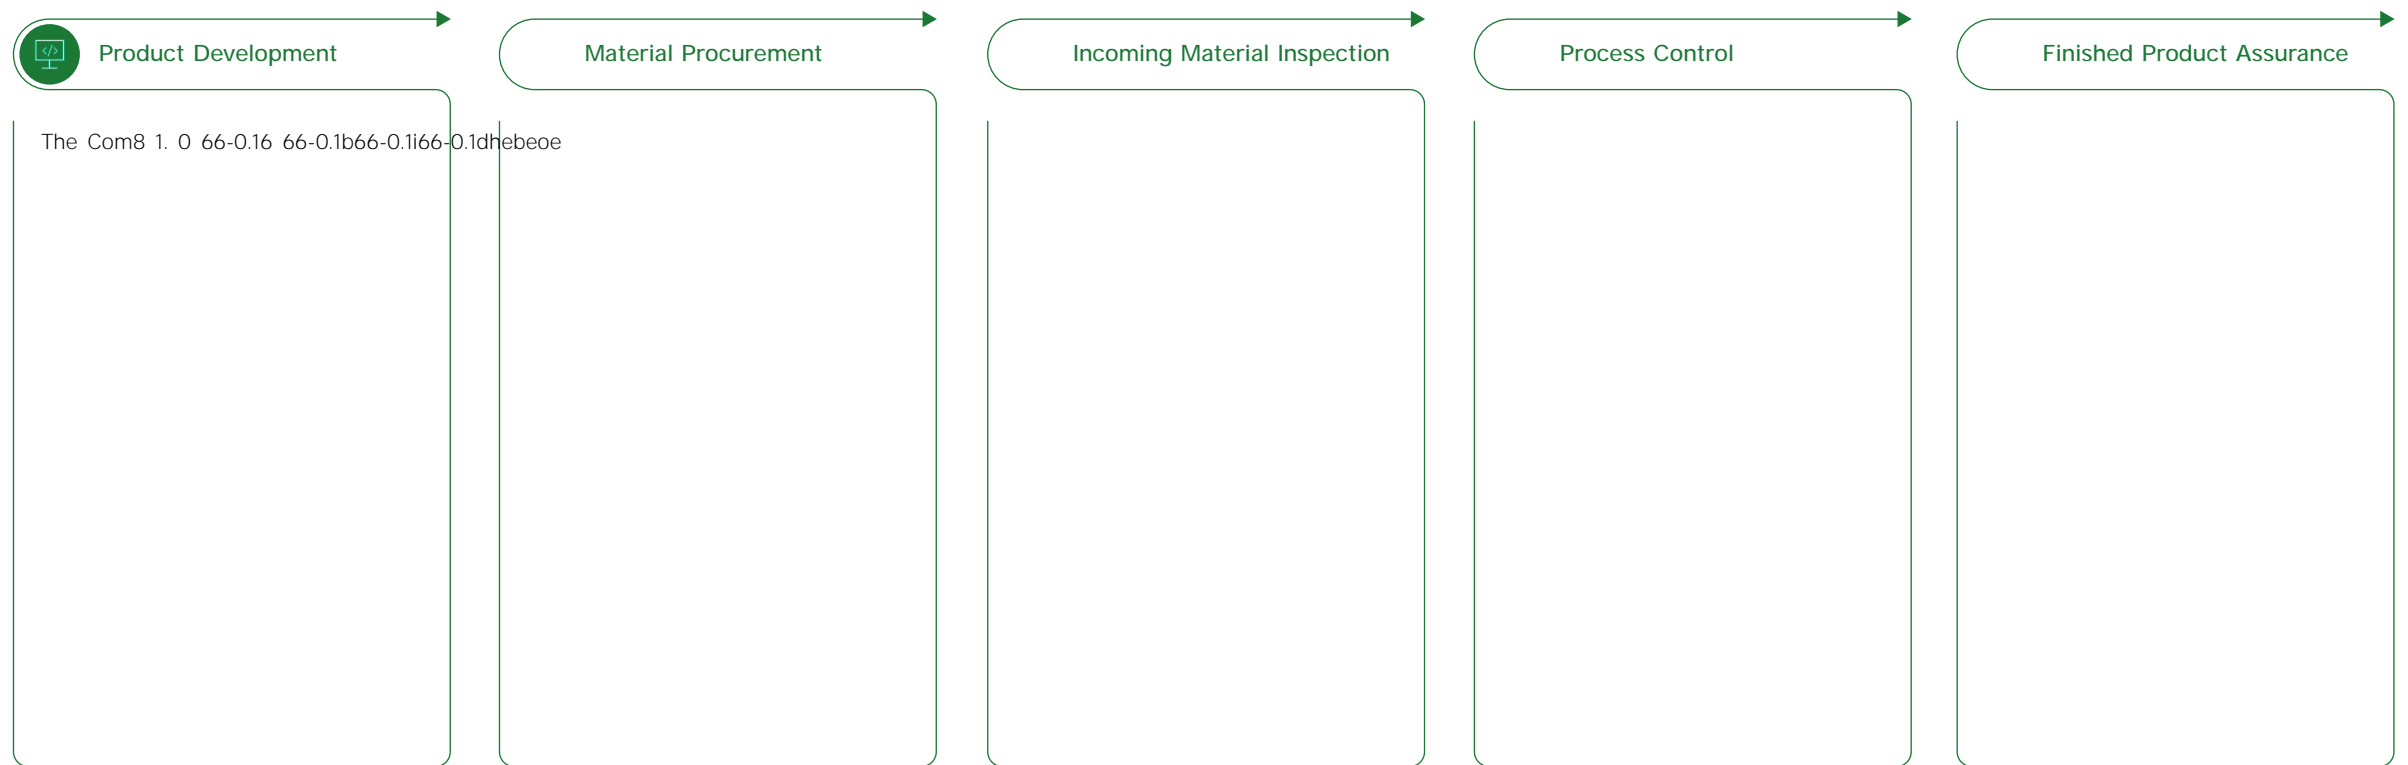 Product Development
Material Procurement
Incoming Material Inspection
Process Control
Finished Product Assurance
The Com8 1. 0 66-0.16 66-0.1b66-0.1i66-0.1dhebeoe